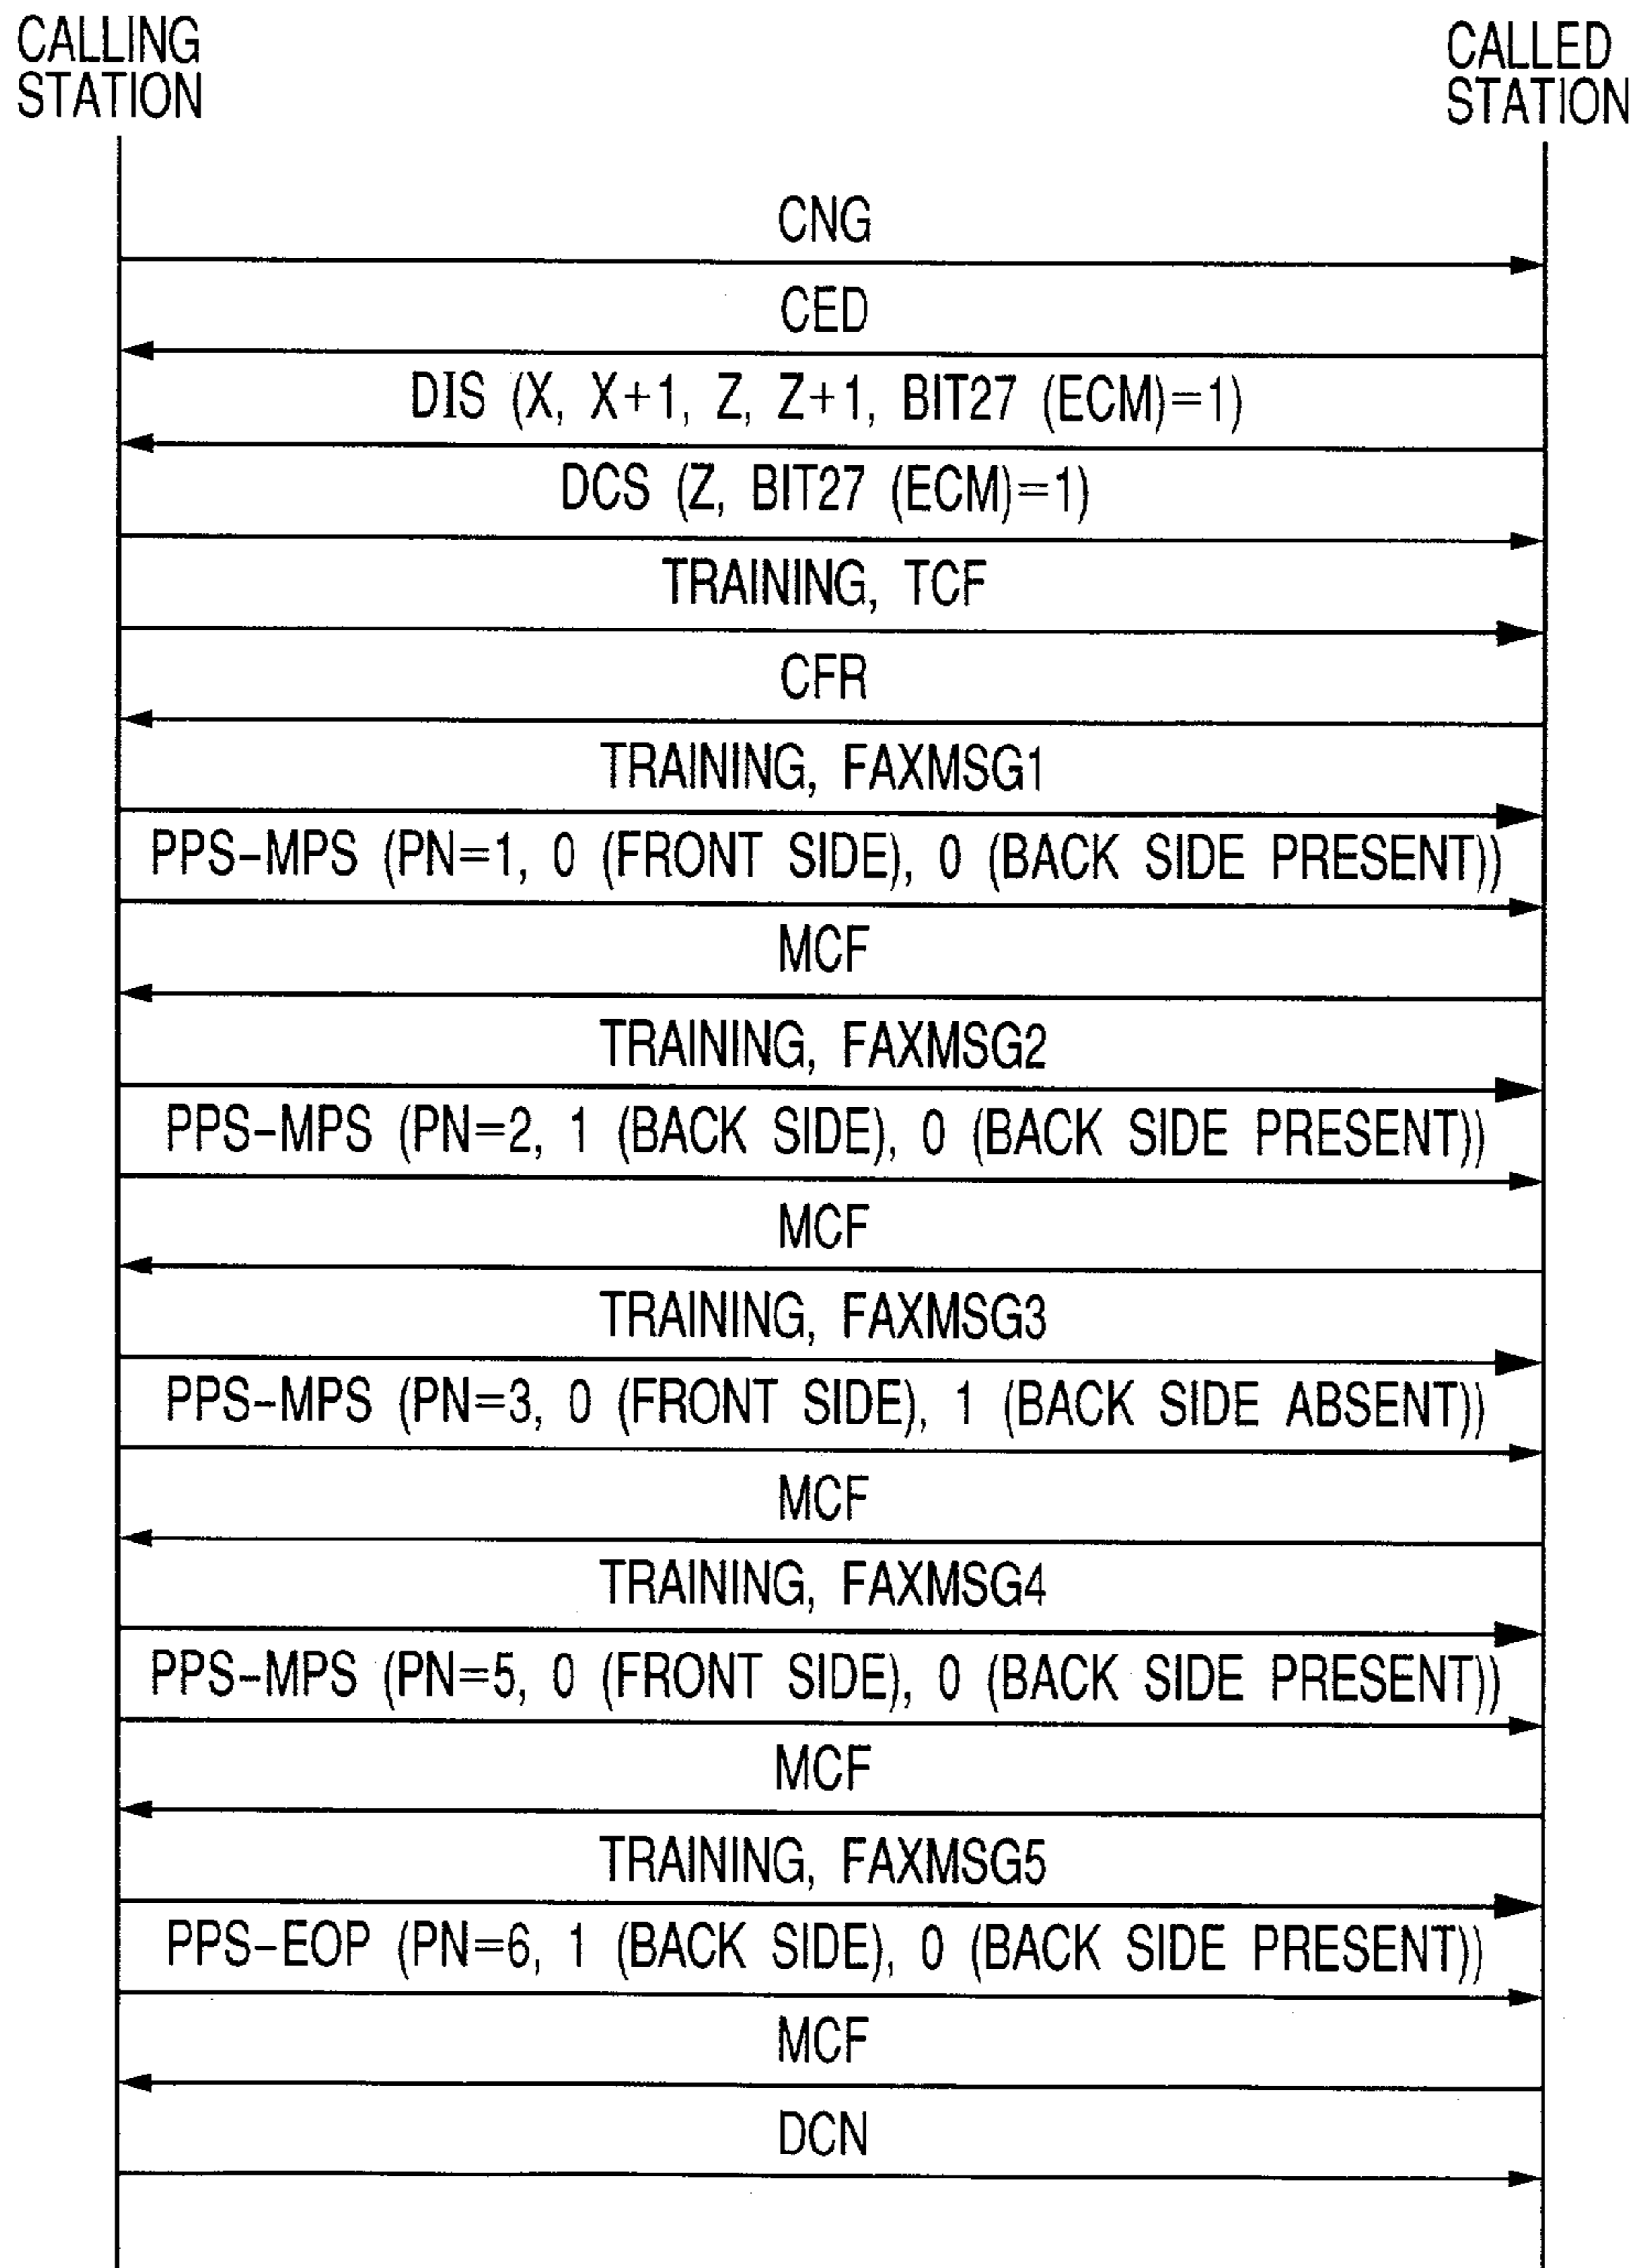 CALLING
STATION
CALLED
STATION
CNG
CED
DIS (X, X+1, Z, Z+1, BIT27 (ECM)=1)
DCS (Z, BIT27 (ECM)=1)
TRAINING, TCF
CFR
TRAINING, FAXMSG1
PPS-MPS (PN=1, 0 (FRONT SIDE), 0 (BACK SIDE PRESENT))
MCF
TRAINING, FAXMSG2
PPS-MPS (PN=2, 1 (BACK SIDE), 0 (BACK SIDE PRESENT))
MCF
TRAINING, FAXMSG3
PPS-MPS (PN=3, 0 (FRONT SIDE), 1 (BACK SIDE ABSENT))
MCF
TRAINING, FAXMSG4
PPS-MPS (PN=5, 0 (FRONT SIDE), 0 (BACK SIDE PRESENT))
MCF
TRAINING, FAXMSG5
PPS-EOP (PN=6, 1 (BACK SIDE), 0 (BACK SIDE PRESENT))
MCF
DCN